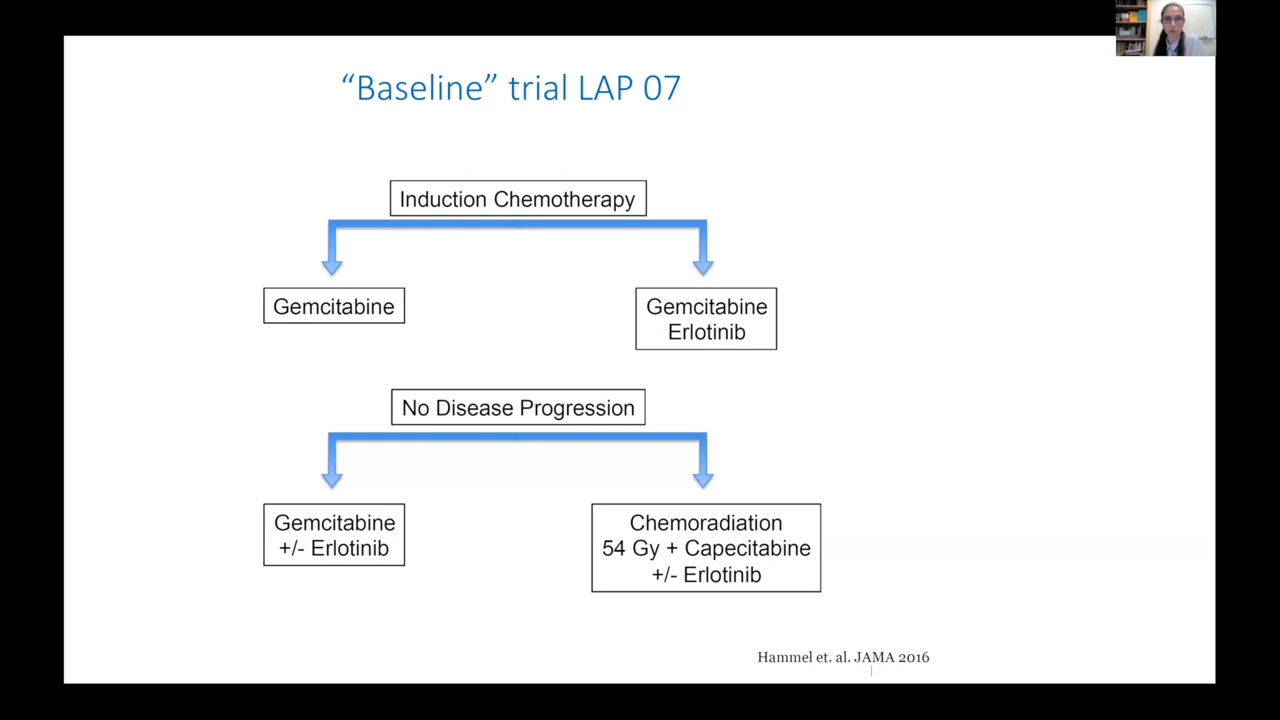 “Baseline” trial LAP 07
Induction Chemotherapy
Gemcitabine
Gemcitabine
Erlotinib
No Disease Progression
Gemcitabine
+/- Erlotinib
Chemoradiation
54 Gy + Capecitabine
+/- Erlotinib
Hammel et. al. JAMA 2016